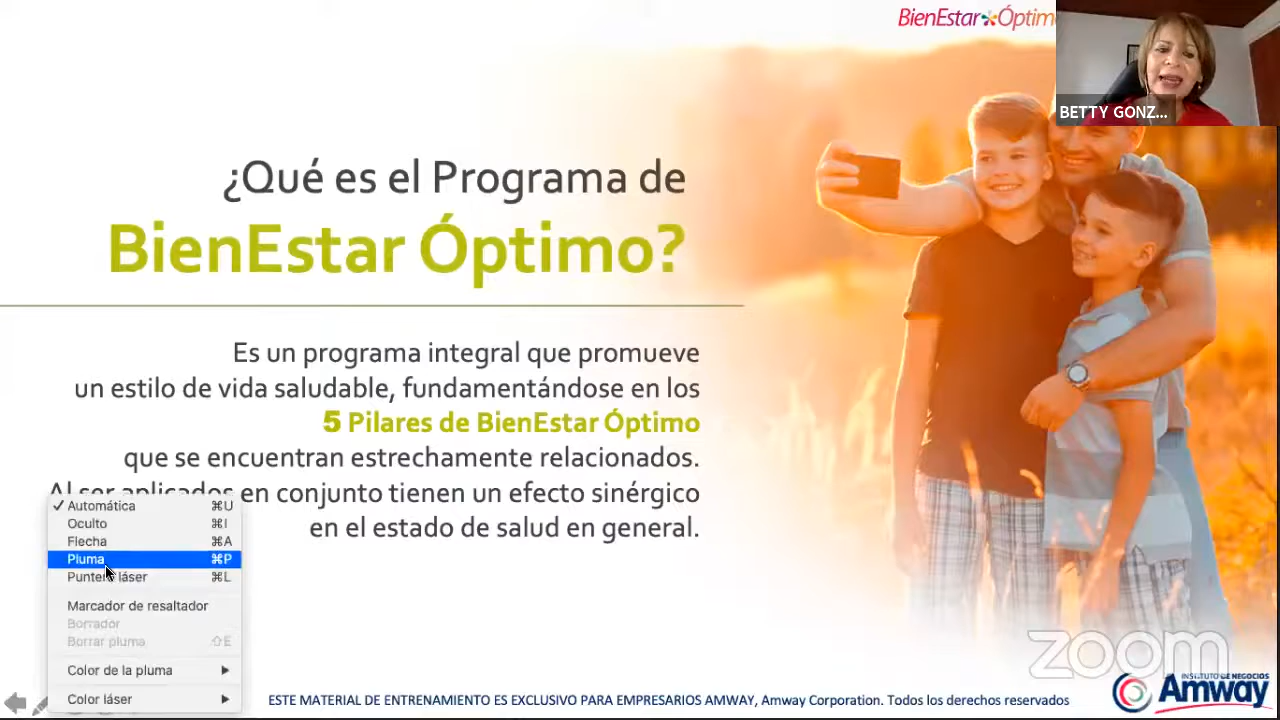 BienEstar Óptimo
BETTY GONZ...
¿Qué es el Programa de
BienEstar Óptimo?
Es un programa integral que promueve
un estilo de vida saludable, fundamentándose en los
5 Pilares de BienEstar Óptimo
que se encuentran estrechamente relacionados.
Al ser aplicados en conjunto tienen un efecto sinérgico
en el estado de salud en general.
✓ Automática ⌘U
Oculto ⌘I
Flecha ⌘A
Pluma ⌘P
Puntero láser ⌘L
Marcador de resaltador
Borrador
Borrar pluma ⇧E
Color de la pluma
Color láser
zoom
ESTE MATERIAL DE ENTRENAMIENTO ES EXCLUSIVO PARA EMPRESARIOS AMWAY, Amway Corporation. Todos los derechos reservados
INSTITUTO DE NEGOCIOS
Amway